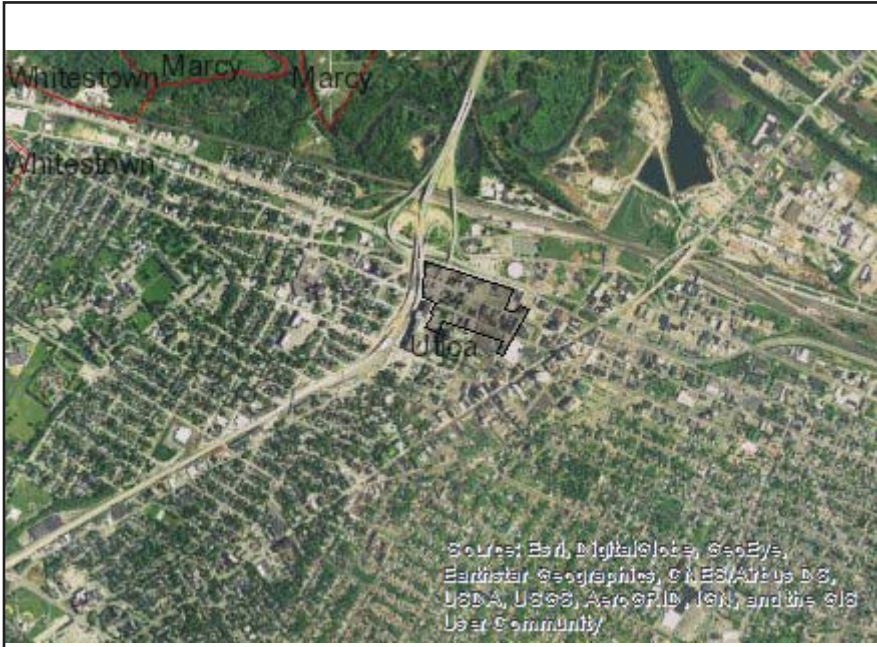 Whitestown
Marcy
Marcy
Whitestown
Utica
Source: Esri, DigitalGlobe, GeoEye,
Earthstar Geographics, CNES/Airbus DS,
USDA, USGS, AeroGRID, IGN, and the GIS
User Community